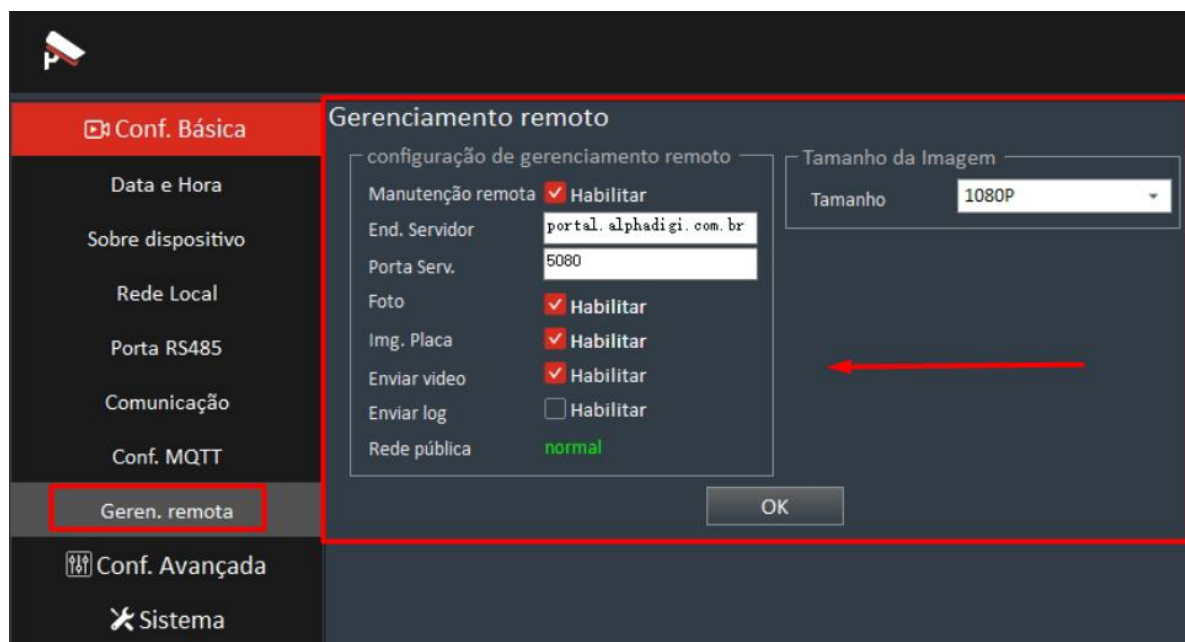 Conf. Básica
Data e Hora
Sobre dispositivo
Rede Local
Porta RS485
Comunicação
Conf. MQTT
Geren. remota
Conf. Avançada
Sistema
Gerenciamento remoto
configuração de gerenciamento remoto
Manutenção remota Habilitar
End. Servidor portal.alphadigi.com.br
Porta Serv. 5080
Foto Habilitar
Img. Placa Habilitar
Enviar video Habilitar
Enviar log Habilitar
Rede pública normal
Tamanho da Imagem
Tamanho 1080P
OK